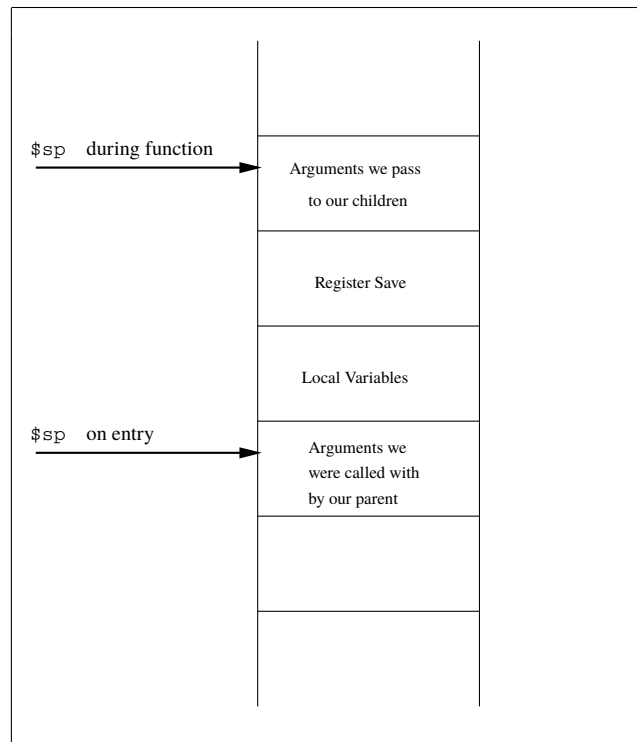 $sp during function
Arguments we pass
to our children
Register Save
Local Variables
$sp on entry
Arguments we
were called with
by our parent